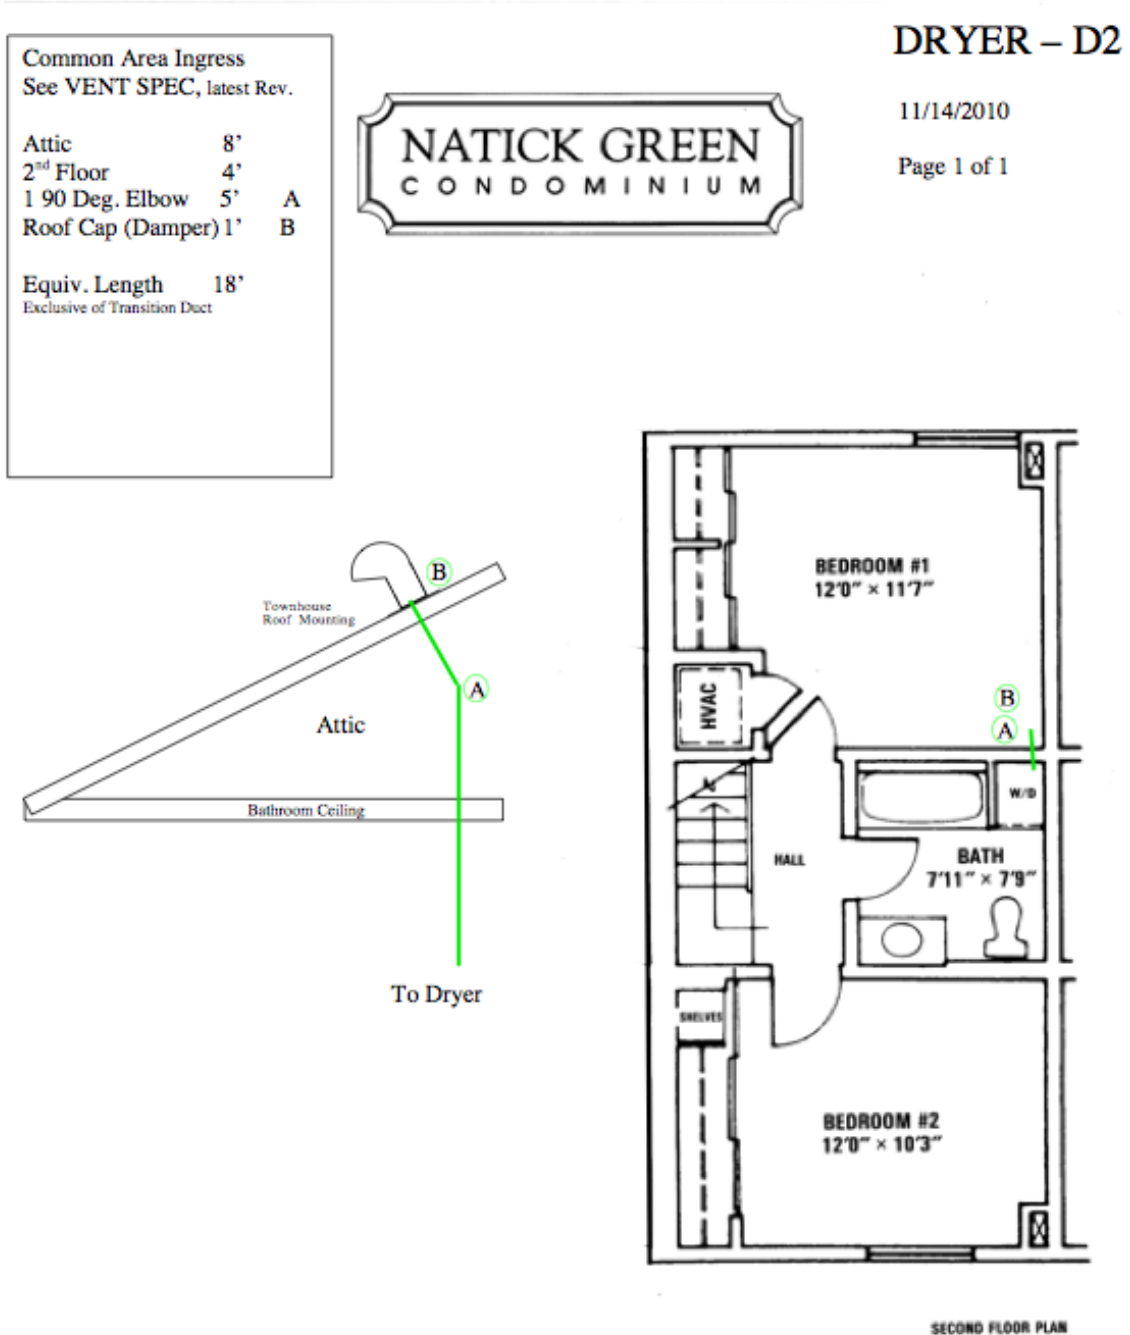 DRYER – D2
11/14/2010
Page 1 of 1
Common Area Ingress
See VENT SPEC, latest Rev.
Attic 8’
2nd Floor 4’
1 90 Deg. Elbow 5’ A
Roof Cap (Damper) 1’ B
Equiv. Length 18’
Exclusive of Transition Duct
NATICK GREEN
CONDOMINIUM
B
Townhouse
Roof Mounting
A
Attic
Bathroom Ceiling
To Dryer
BEDROOM #1
12'0" × 11'7"
HVAC
B
A
W/D
HALL
BATH
7'11" × 7'9"
SHELVES
BEDROOM #2
12'0" × 10'3"
SECOND FLOOR PLAN